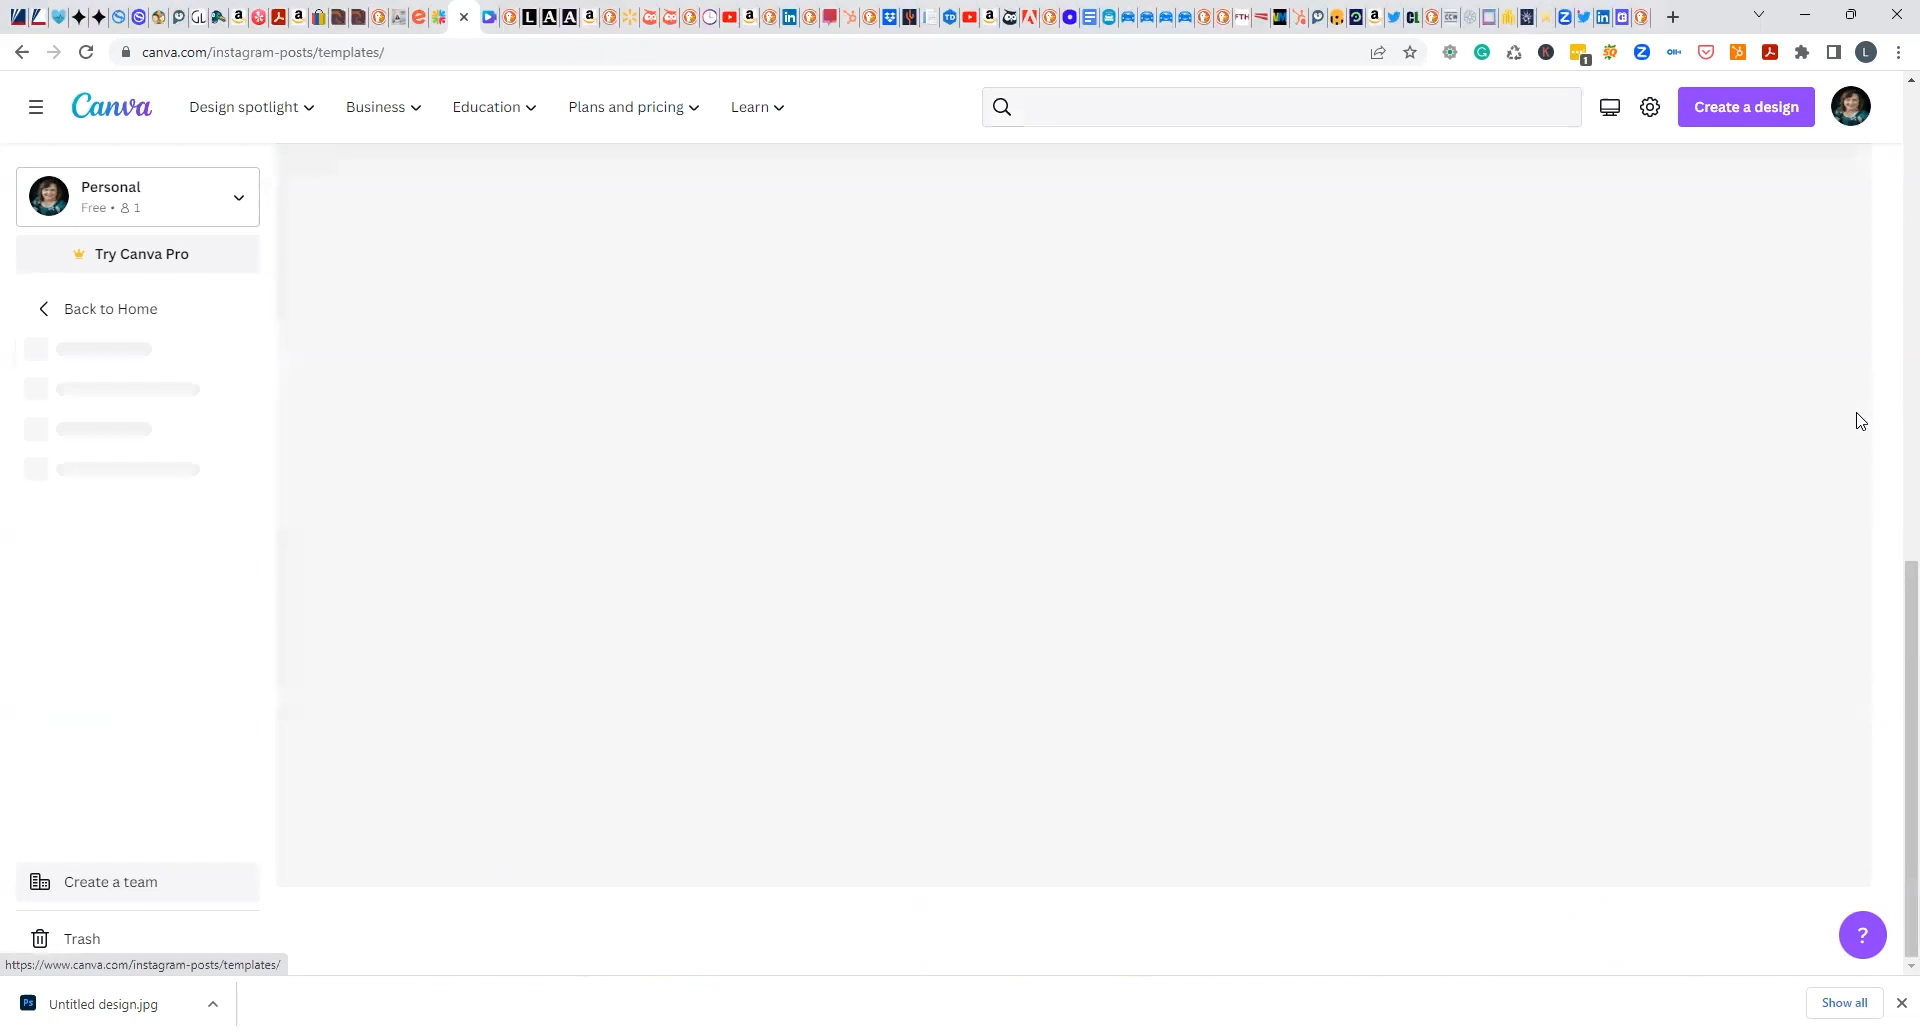 canva.com/instagram-posts/templates/
1
L
Canva
Design spotlight
Business
Education
Plans and pricing
Learn
Create a design
Personal
Free • 1
Try Canva Pro
Back to Home
Create a team
Trash
?
https://www.canva.com/instagram-posts/templates/
Ps
Untitled design.jpg
Show all